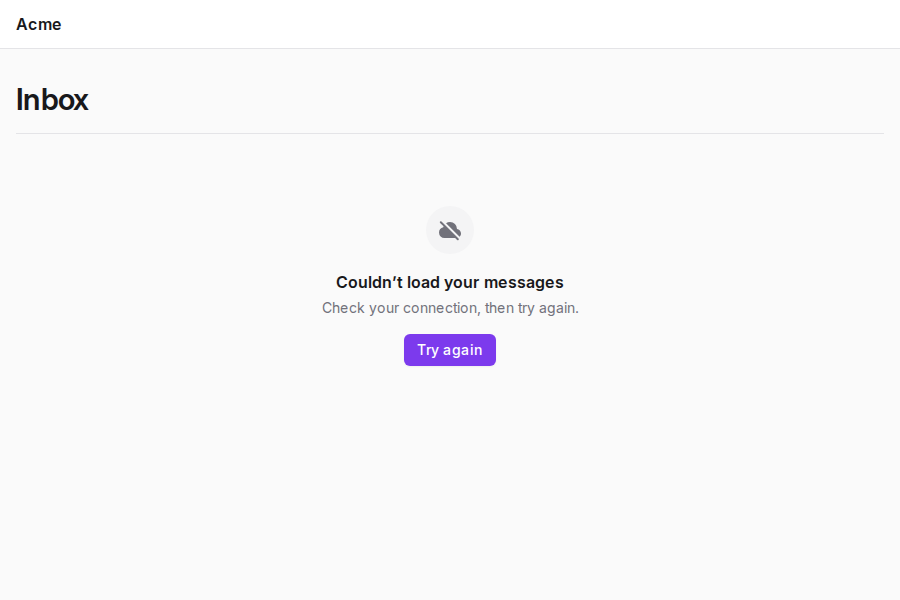 Acme
Inbox
Couldn’t load your messages
Check your connection, then try again.
Try again